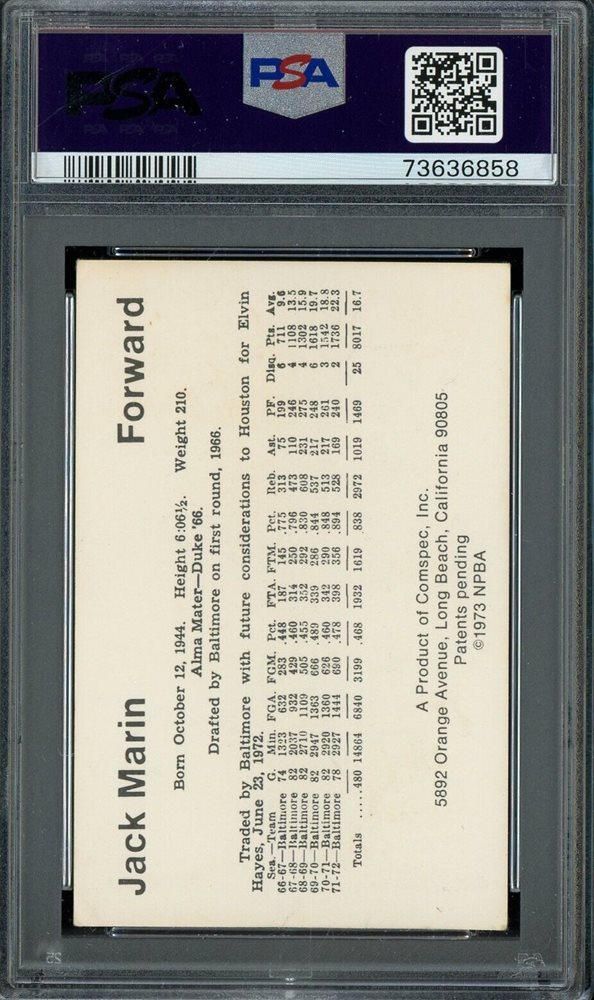 PSA
PSA
PSA PSA PSA
PSA
73636858
Jack Marin Forward
Born October 12, 1944. Height 6:06½. Weight 210.
Alma Mater—Duke '66.
Drafted by Baltimore on first round, 1966.
Traded by Baltimore with future considerations to Houston for Elvin
Hayes, June 23, 1972.
Sea.—Team G. Min. FGA. FGM. Pct. FTA. FTM. Pct. Reb. Ast. PF. Disq. Pts. Avg.
66-67—Baltimore 74 1323 632 283 .448 187 145 .775 313 75 199 6 711 9.6
67-68—Baltimore 82 2037 932 429 .460 314 250 .796 473 110 246 4 1108 13.5
68-69—Baltimore 82 2710 1109 505 .455 352 292 .830 608 231 275 4 1302 15.9
69-70—Baltimore 82 2947 1363 666 .489 339 286 .844 537 217 248 6 1618 19.7
70-71—Baltimore 82 2920 1360 626 .460 342 290 .848 513 217 261 3 1542 18.8
71-72—Baltimore 78 2927 1444 690 .478 398 356 .894 528 169 240 2 1736 22.3
Totals .....480 14864 6840 3199 .468 1932 1619 .838 2972 1019 1469 25 8017 16.7
A Product of Comspec, Inc.
5892 Orange Avenue, Long Beach, California 90805
Patents pending
©1973 NPBA